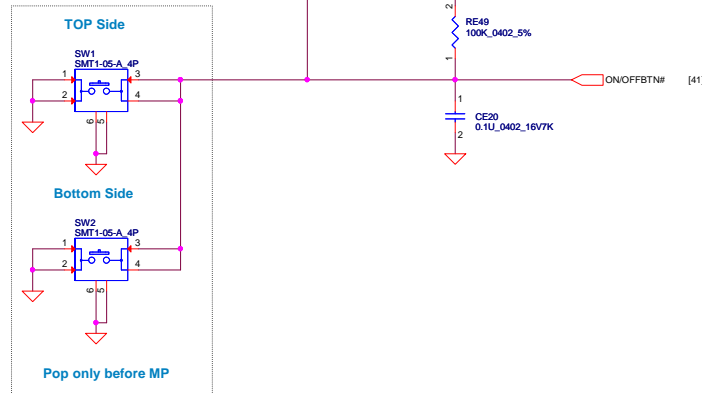 TOP Side
SW1
SMT1-05-A_4P
1
3
2
4
6
5
Bottom Side
SW2
SMT1-05-A_4P
1
3
2
4
6
5
Pop only before MP
2
RE49
100K_0402_5%
1
ON/OFFBTN# [41]
1
CE20
0.1U_0402_16V7K
2